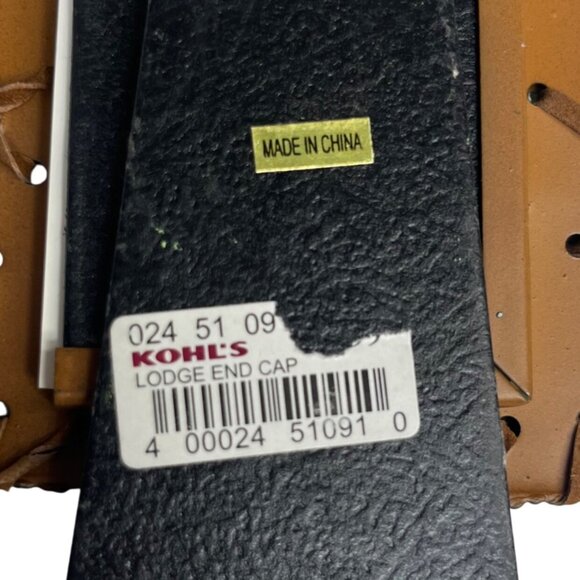 MADE IN CHINA
024 51 09
KOHL'S
LODGE END CAP
4 00024 51091 0